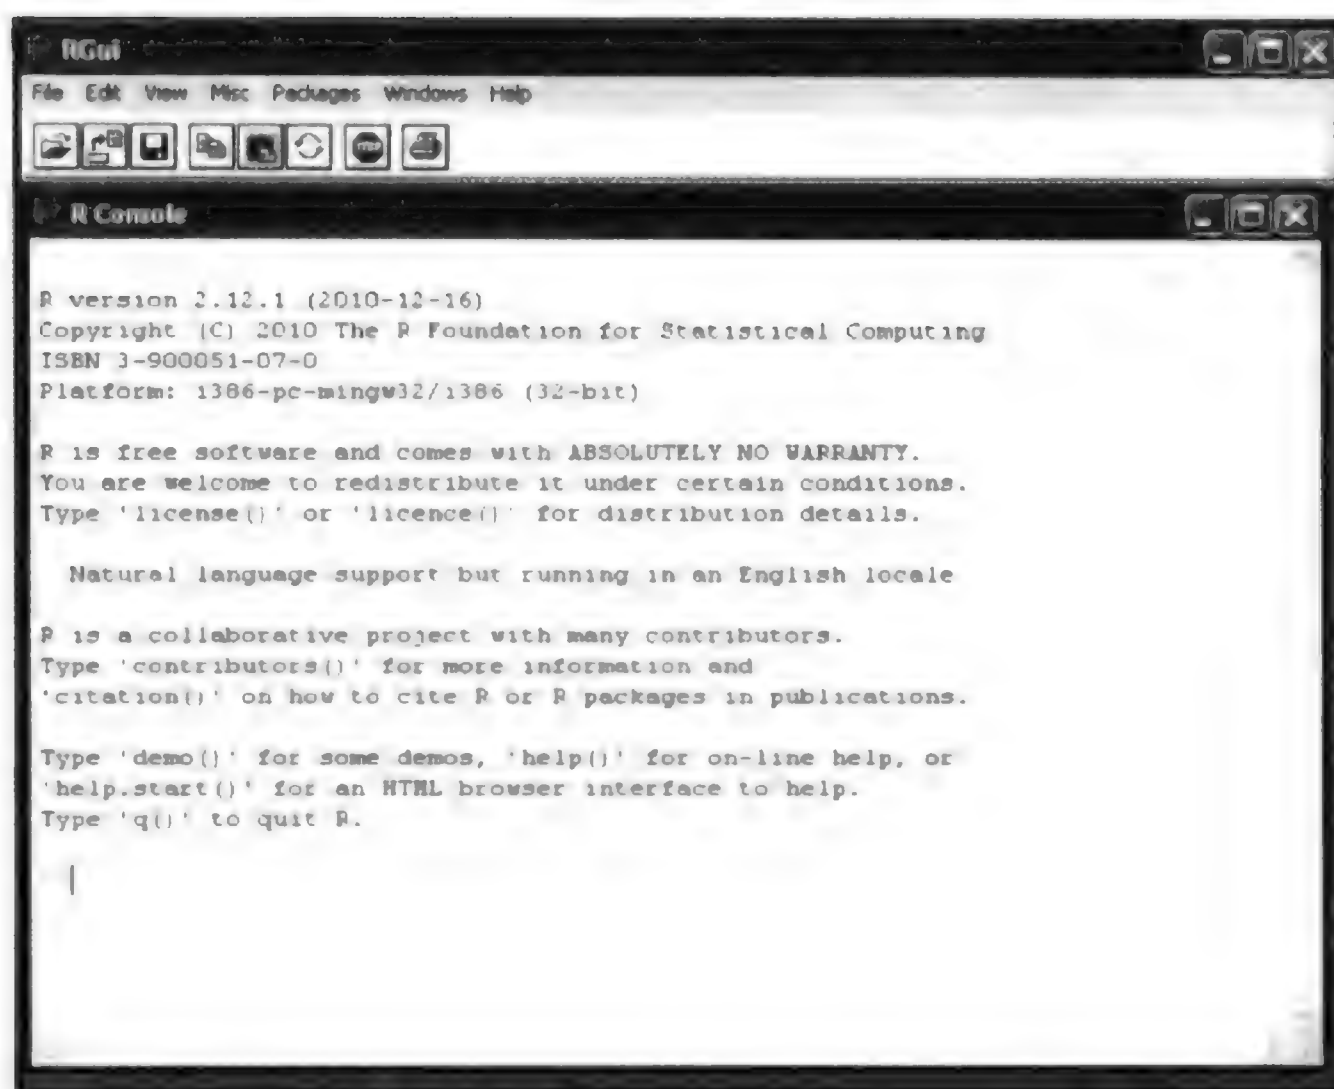 RGui
File Edit View Misc Packages Windows Help
STOP
R Console
R version 2.12.1 (2010-12-16)
Copyright (C) 2010 The R Foundation for Statistical Computing
ISBN 3-900051-07-0
Platform: i386-pc-mingw32/i386 (32-bit)
R is free software and comes with ABSOLUTELY NO WARRANTY.
You are welcome to redistribute it under certain conditions.
Type 'license()' or 'licence()' for distribution details.
Natural language support but running in an English locale
R is a collaborative project with many contributors.
Type 'contributors()' for more information and
'citation()' on how to cite R or R packages in publications.
Type 'demo()' for some demos, 'help()' for on-line help, or
'help.start()' for an HTML browser interface to help.
Type 'q()' to quit R.